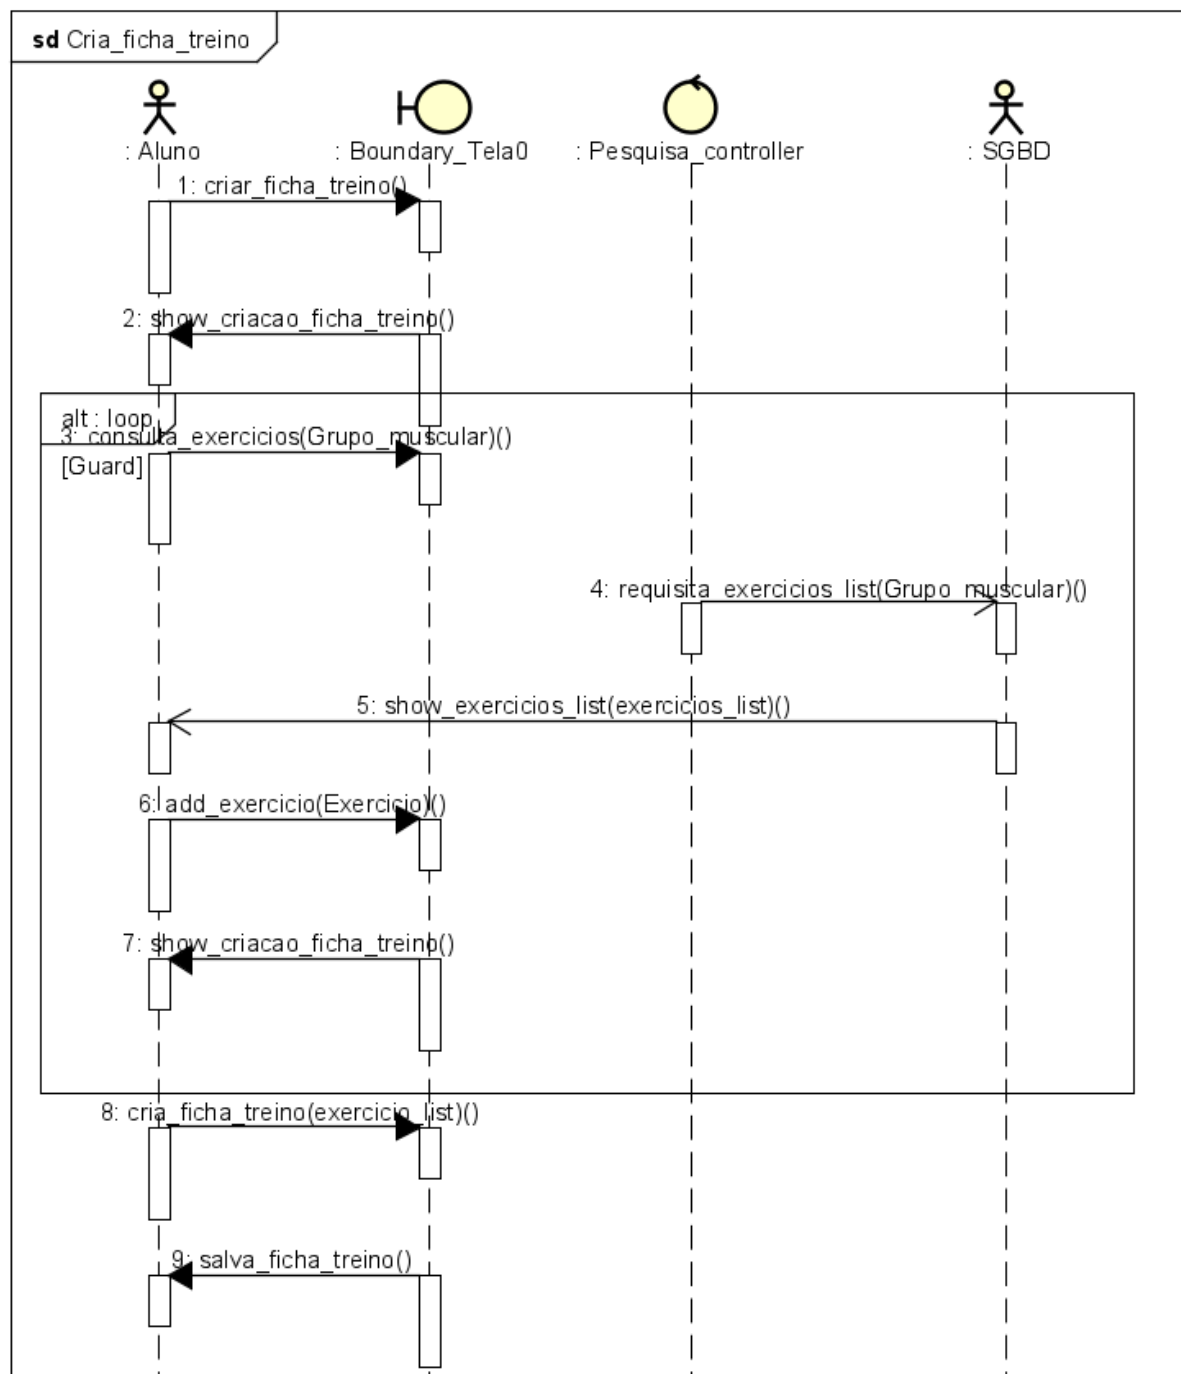 sd Cria_ficha_treino
: Aluno
: Boundary_Tela0
: Pesquisa_controller
: SGBD
1: criar_ficha_treino()
2: show_criacao_ficha_treino()
alt : loop
3: consulta_exercicios(Grupo_muscular)()
[Guard]
4: requisita_exercicios_list(Grupo_muscular)()
5: show_exercicios_list(exercicios_list)()
6: add_exercicio(Exercicio)()
7: show_criacao_ficha_treino()
8: cria_ficha_treino(exercicio_list)()
9: salva_ficha_treino()